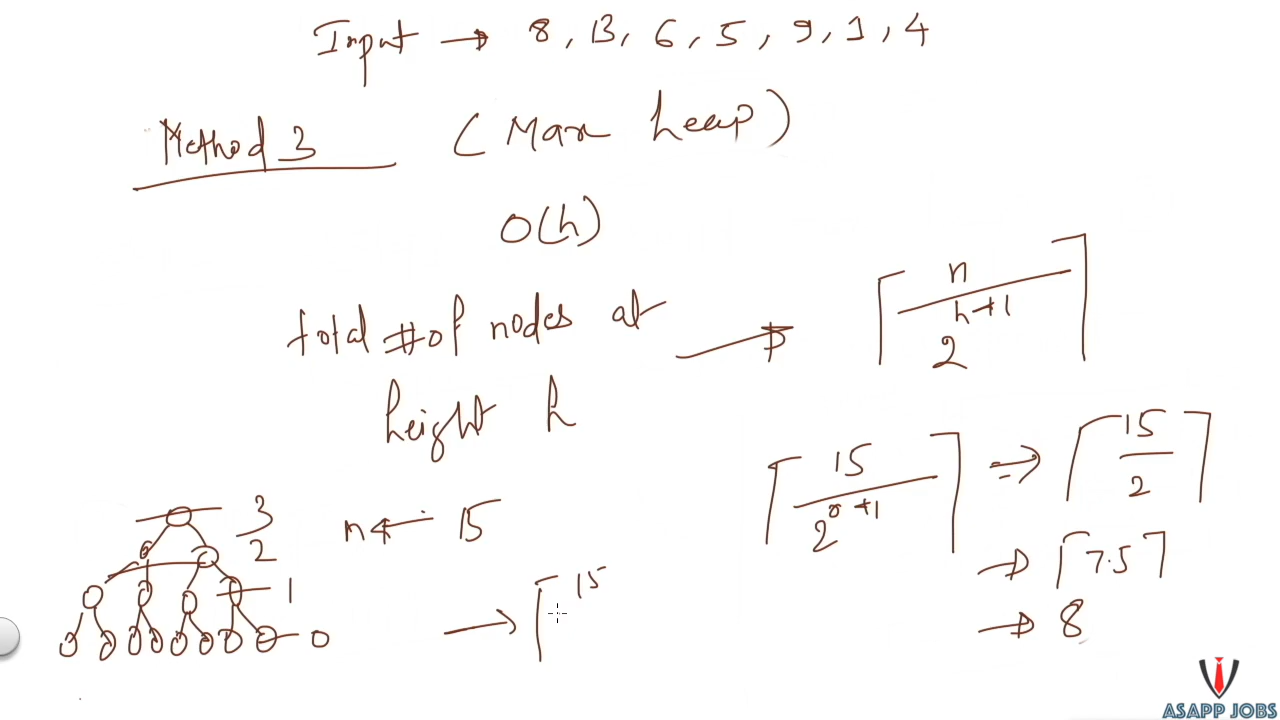 Input → 8, 13, 6, 5, 9, 1, 4
Method 3 (Max heap)
O(h)
total # of nodes at height h → ⌈n / 2^(h+1)⌉
⌈15 / 2^(0+1)⌉ ⇒ ⌈15 / 2⌉
→ ⌈7.5⌉
→ 8
3
2
1
0
n ← 15
→ ⌈15
ASAPP JOBS